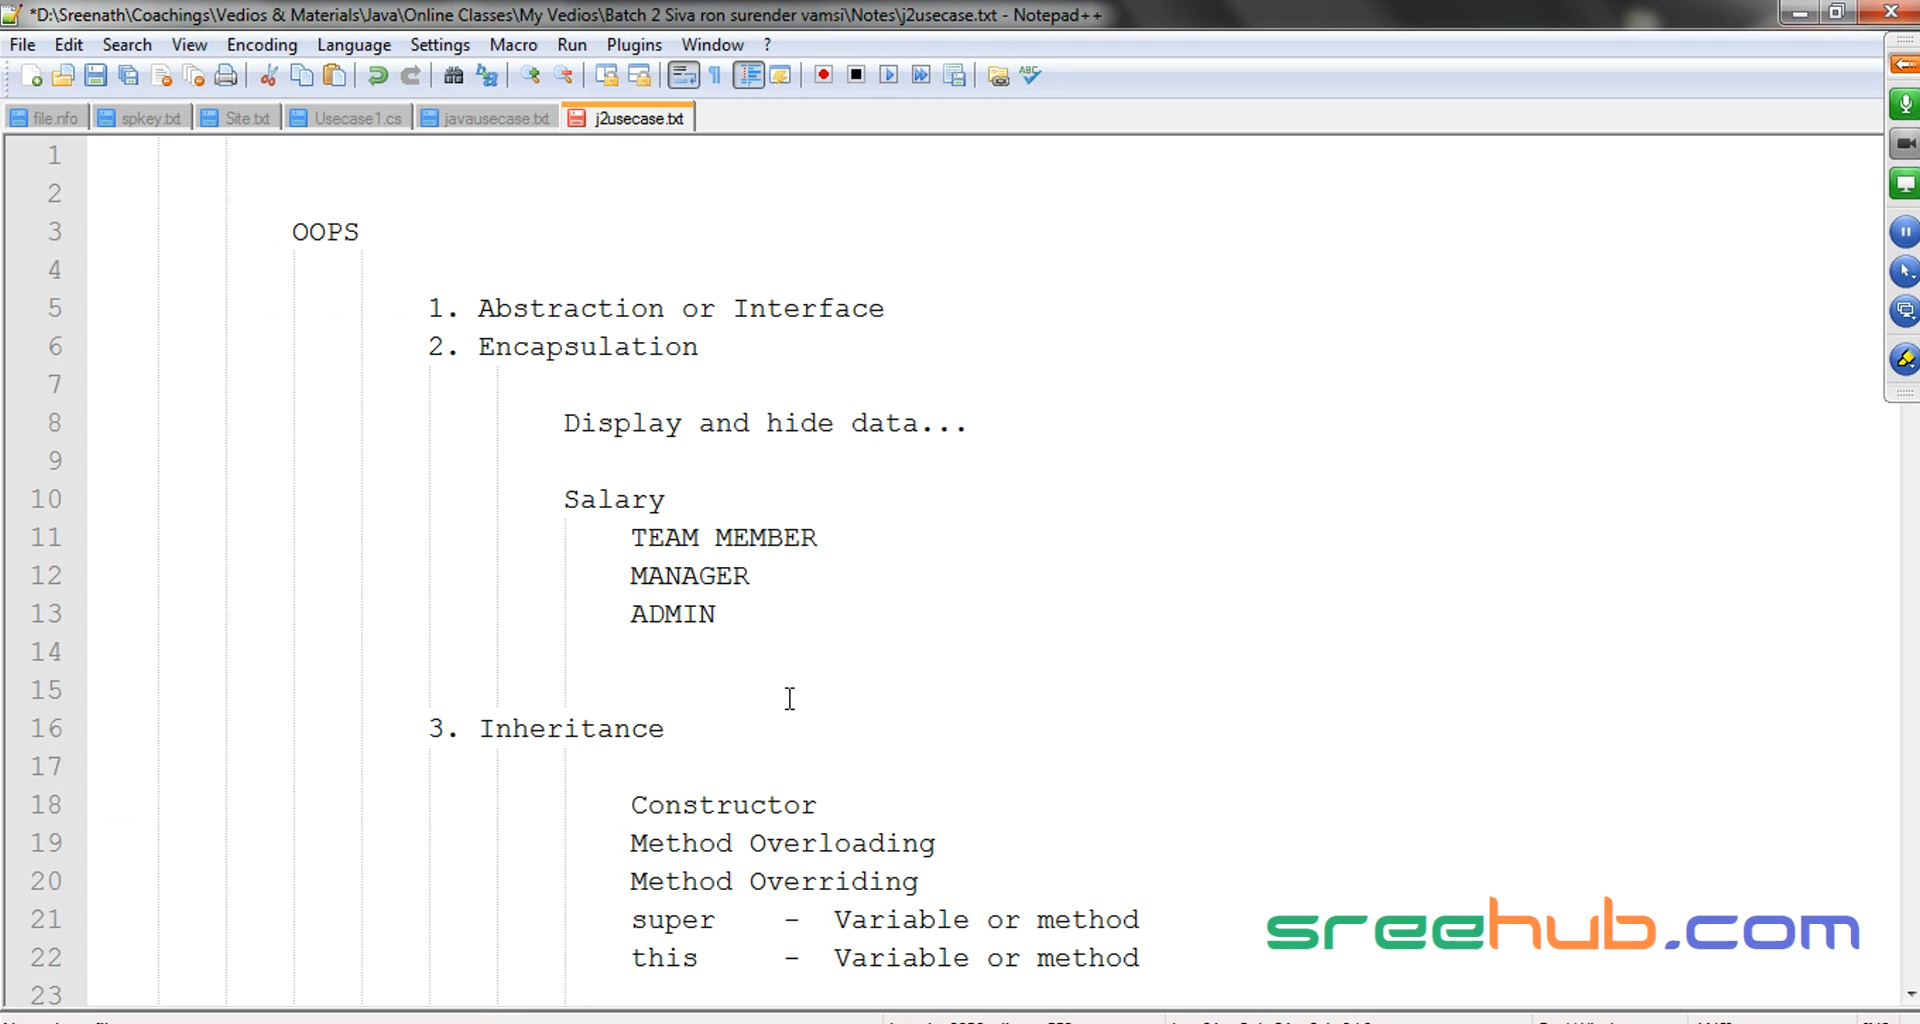 *D:\Sreenath\Coachings\Vedios & Materials\Java\Online Classes\My Vedios\Batch 2 Siva ron surender vamsi\Notes\j2usecase.txt - Notepad++
File Edit Search View Encoding Language Settings Macro Run Plugins Window ?
file.nfo spkey.txt Site.txt Usecase1.cs javausecase.txt j2usecase.txt
1
2
3 OOPS
4
5 1. Abstraction or Interface
6 2. Encapsulation
7
8 Display and hide data...
9
10 Salary
11 TEAM MEMBER
12 MANAGER
13 ADMIN
14
15
16 3. Inheritance
17
18 Constructor
19 Method Overloading
20 Method Overriding
21 super - Variable or method
22 this - Variable or method
23
sreehub.com